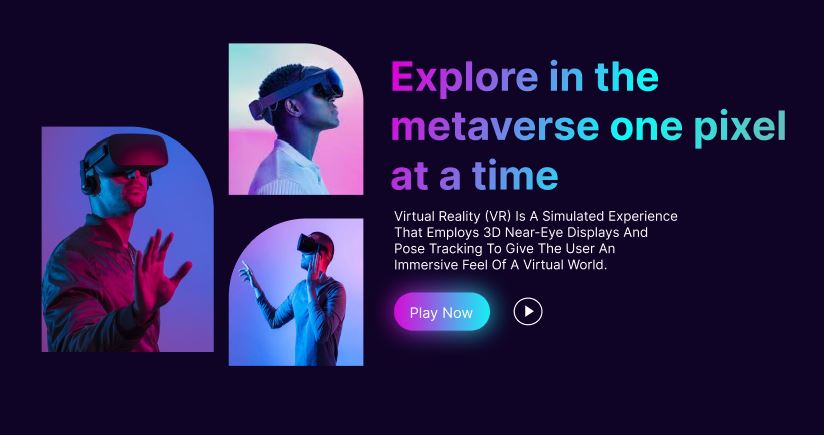 Explore in the
metaverse one pixel
at a time
Virtual Reality (VR) Is A Simulated Experience
That Employs 3D Near-Eye Displays And
Pose Tracking To Give The User An
Immersive Feel Of A Virtual World.
Play Now